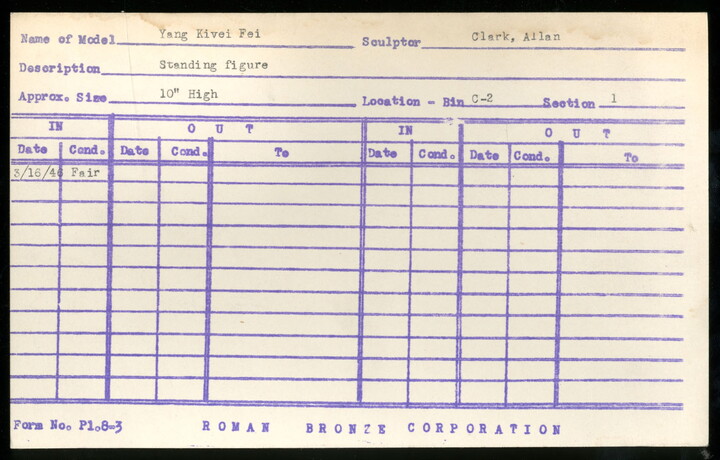 Name of Model Yang Kivei Fei Sculptor Clark, Allan
Description Standing figure
Approx. Size 10" High Location - Bin C-2 Section 1
IN OUT IN OUT
Date Cond. Date Cond. To Date Cond. Date Cond. To
3/16/46 Fair
Form No. P1.8-3 ROMAN BRONZE CORPORATION